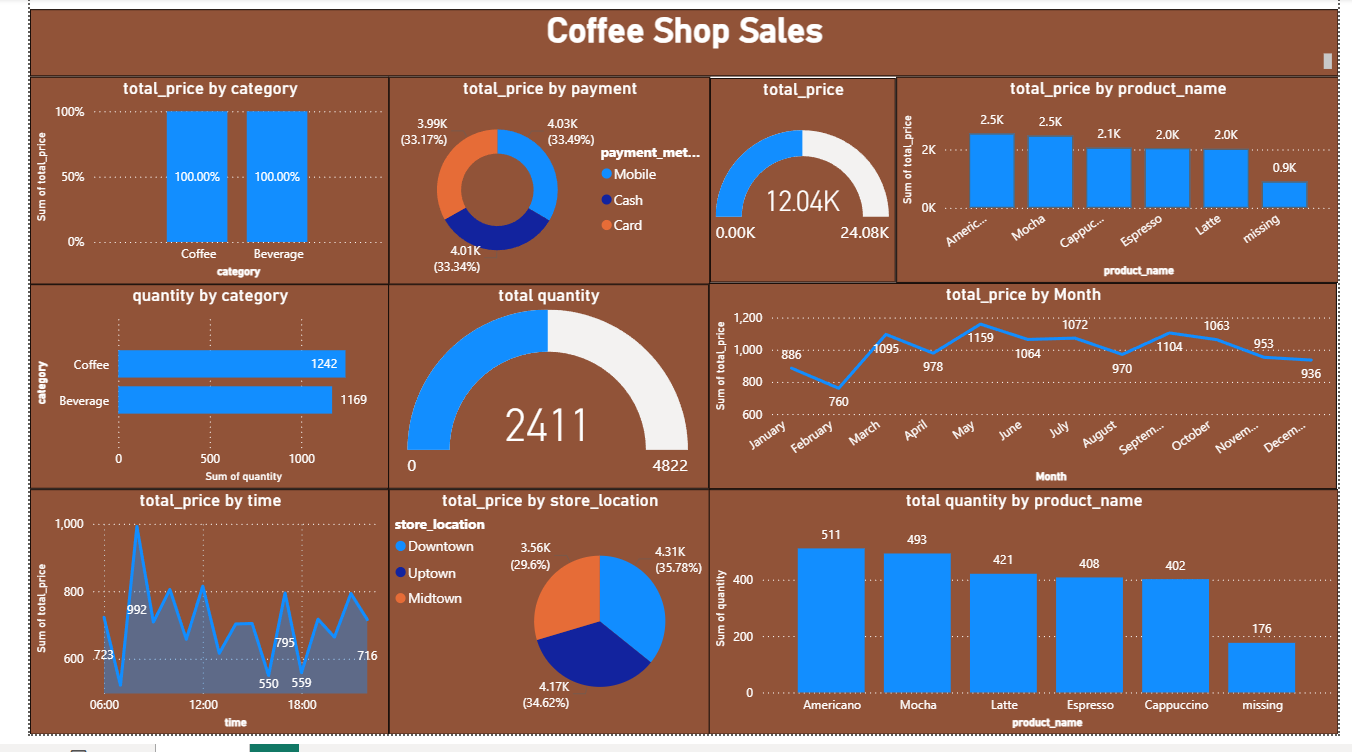 Coffee Shop Sales
total_price by category
100%
50%
0%
Sum of total_price
100.00%
100.00%
Coffee
Beverage
category
total_price by payment
3.99K
(33.17%)
4.03K
(33.49%)
4.01K
(33.34%)
payment_met...
Mobile
Cash
Card
total_price
12.04K
0.00K
24.08K
total_price by product_name
Sum of total_price
2K
0K
2.5K
2.5K
2.1K
2.0K
2.0K
0.9K
Americ...
Mocha
Cappuc...
Espresso
Latte
missing
product_name
quantity by category
category
Coffee
Beverage
1242
1169
0
500
1000
Sum of quantity
total quantity
2411
0
4822
total_price by Month
Sum of total_price
1,200
1,000
800
600
886
760
1095
978
1159
1064
1072
970
1104
1063
953
936
January
February
March
April
May
June
July
August
Septem...
October
Novem...
Decem...
Month
total_price by time
Sum of total_price
1,000
800
600
723
992
550
795
559
716
06:00
12:00
18:00
time
total_price by store_location
store_location
Downtown
Uptown
Midtown
3.56K
(29.6%)
4.31K
(35.78%)
4.17K
(34.62%)
total quantity by product_name
Sum of quantity
400
200
0
511
493
421
408
402
176
Americano
Mocha
Latte
Espresso
Cappuccino
missing
product_name